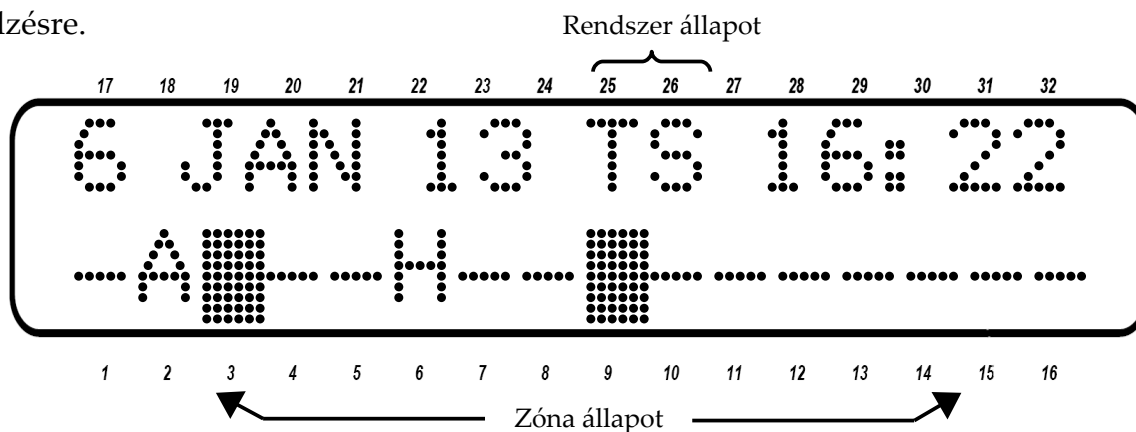 lzésre.
Rendszer állapot
17 18 19 20 21 22 23 24 25 26 27 28 29 30 31 32
6 JAN 13 TS 16:22
-A█--H--█-------
1 2 3 4 5 6 7 8 9 10 11 12 13 14 15 16
Zóna állapot